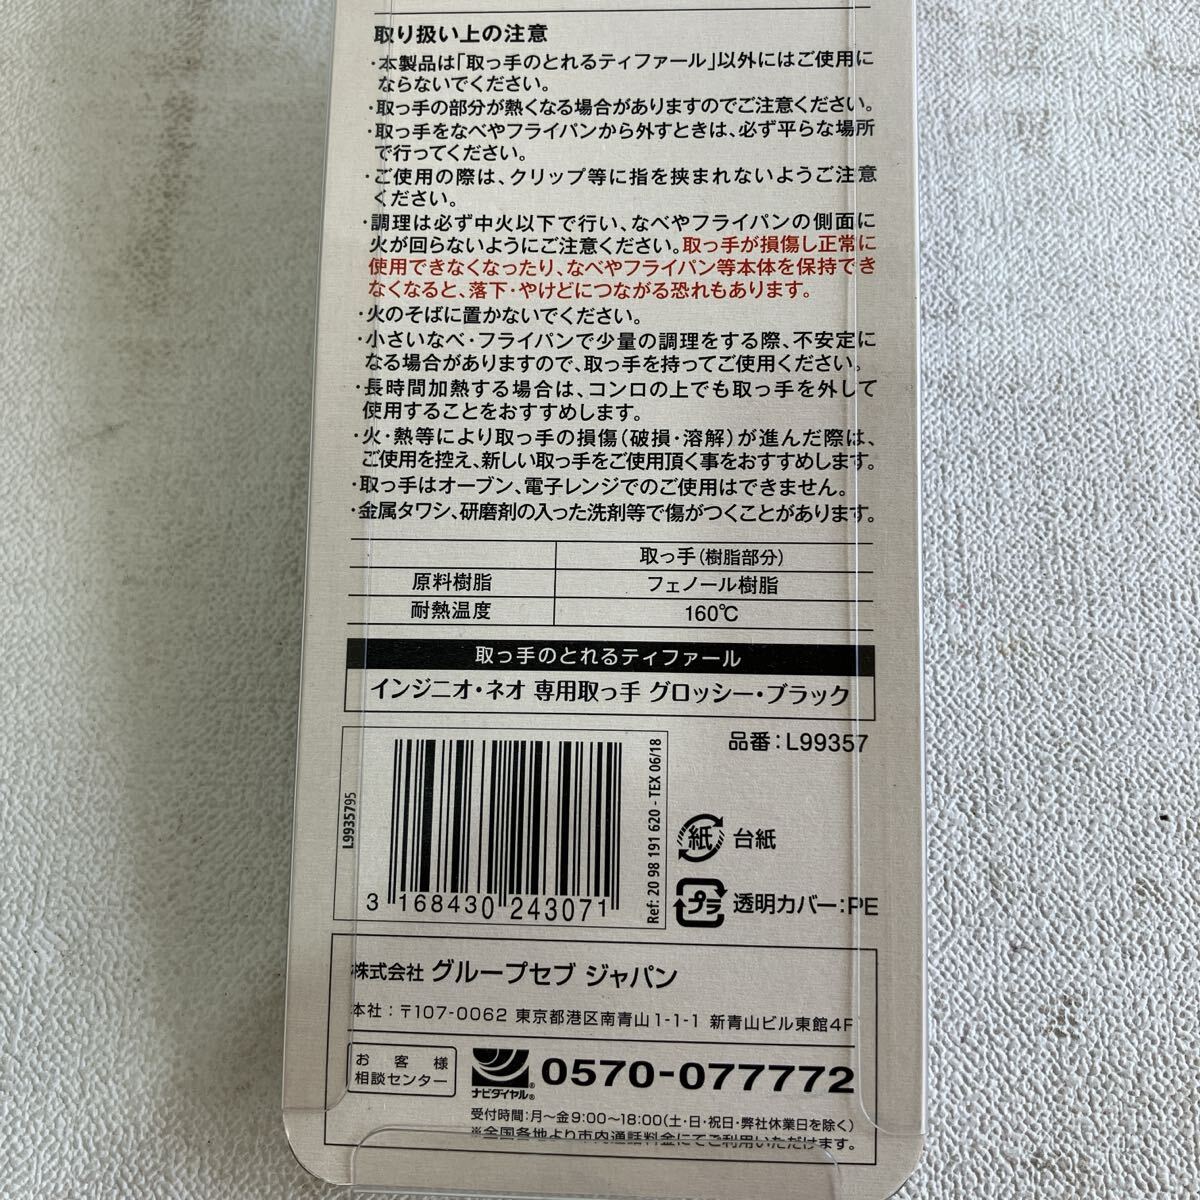 取り扱い上の注意
・本製品は「取っ手のとれるティファール」以外にはご使用に
ならないでください。
・取っ手の部分が熱くなる場合がありますのでご注意ください。
・取っ手をなべやフライパンから外すときは、必ず平らな場所
で行ってください。
・ご使用の際は、クリップ等に指を挟まれないようご注意
ください。
・調理は必ず中火以下で行い、なべやフライパンの側面に
火が回らないようにご注意ください。取っ手が損傷し正常に
使用できなくなったり、なべやフライパン等本体を保持でき
なくなると、落下・やけどにつながる恐れもあります。
・火のそばに置かないでください。
・小さいなべ・フライパンで少量の調理をする際、不安定に
なる場合がありますので、取っ手を持ってご使用ください。
・長時間加熱する場合は、コンロの上でも取っ手を外して
使用することをおすすめします。
・火・熱等により取っ手の損傷(破損・溶解)が進んだ際は、
ご使用を控え、新しい取っ手をご使用頂く事をおすすめします。
・取っ手はオーブン、電子レンジでのご使用はできません。
・金属タワシ、研磨剤の入った洗剤等で傷がつくことがあります。
取っ手(樹脂部分)
原料樹脂 フェノール樹脂
耐熱温度 160℃
取っ手のとれるティファール
インジニオ・ネオ 専用取っ手 グロッシー・ブラック
品番:L99357
L9935795
3 168430 243071
Ref: 20 98 191 620 - TEX 06/18
紙 台紙
プラ 透明カバー:PE
株式会社 グループセブ ジャパン
本社:〒107-0062 東京都港区南青山1-1-1 新青山ビル東館4F
お客様
相談センター
ナビダイヤル®
0570-077772
受付時間:月～金9:00～18:00(土・日・祝日・弊社休業日を除く)
※全国各地より市内通話料金にてご利用いただけます。